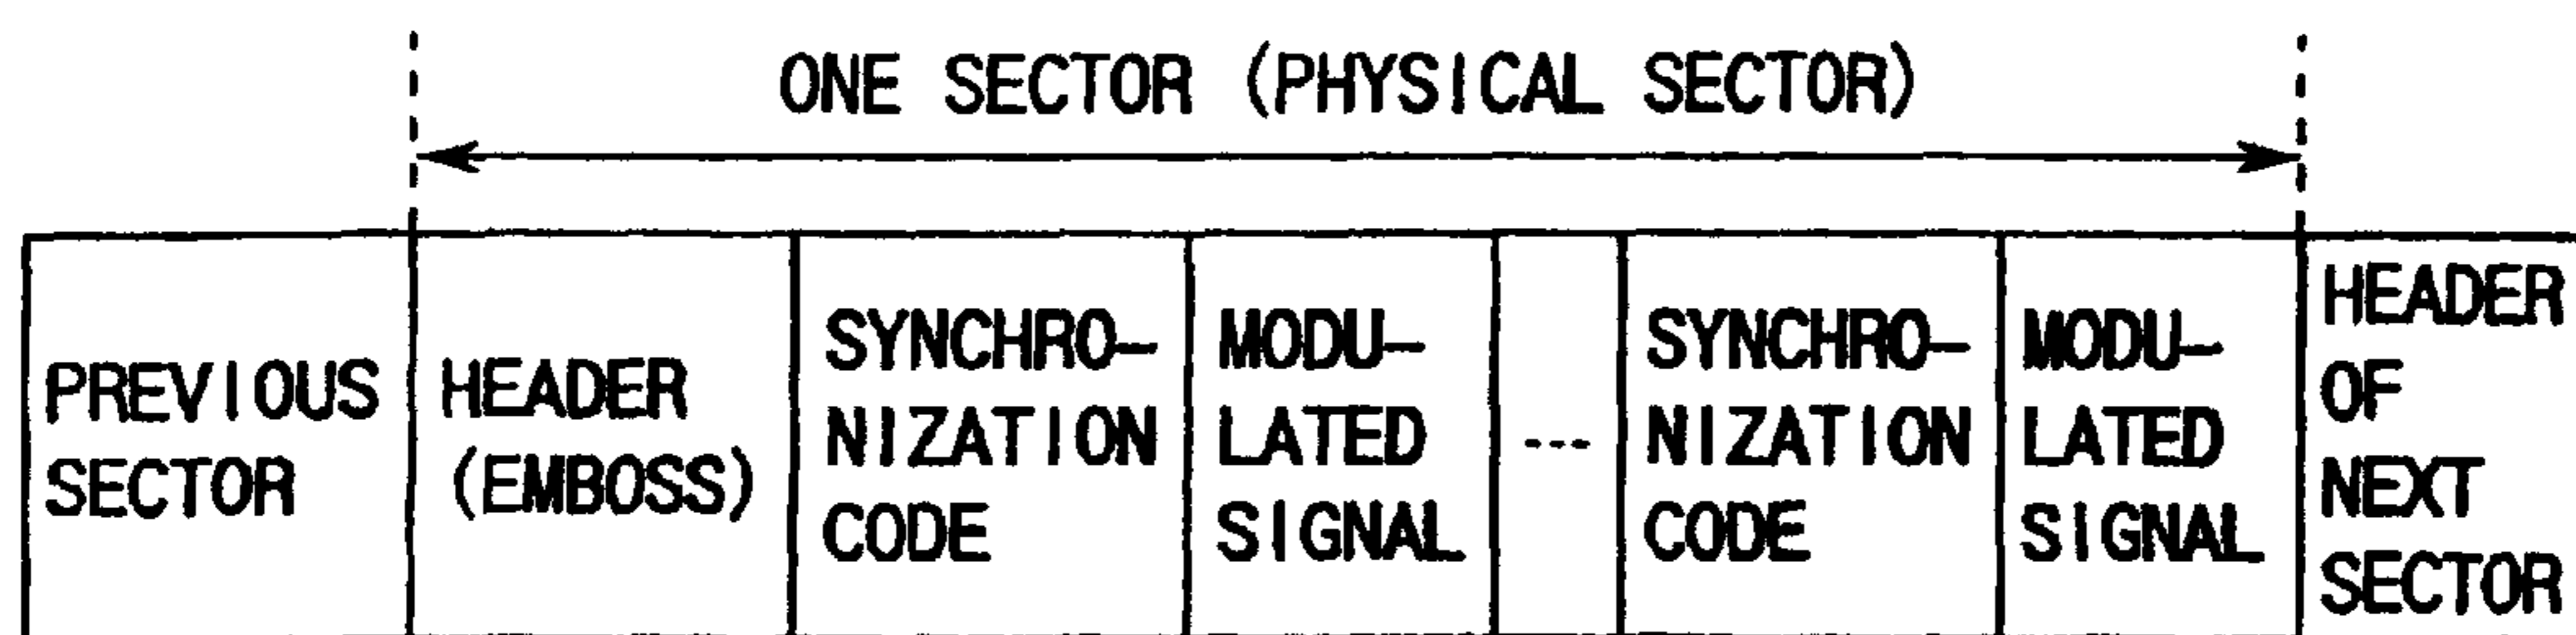 ONE SECTOR (PHYSICAL SECTOR)
PREVIOUS
SECTOR
HEADER
(EMBOSS)
SYNCHRO-
NIZATION
CODE
MODU-
LATED
SIGNAL
---
SYNCHRO-
NIZATION
CODE
MODU-
LATED
SIGNAL
HEADER
OF
NEXT
SECTOR